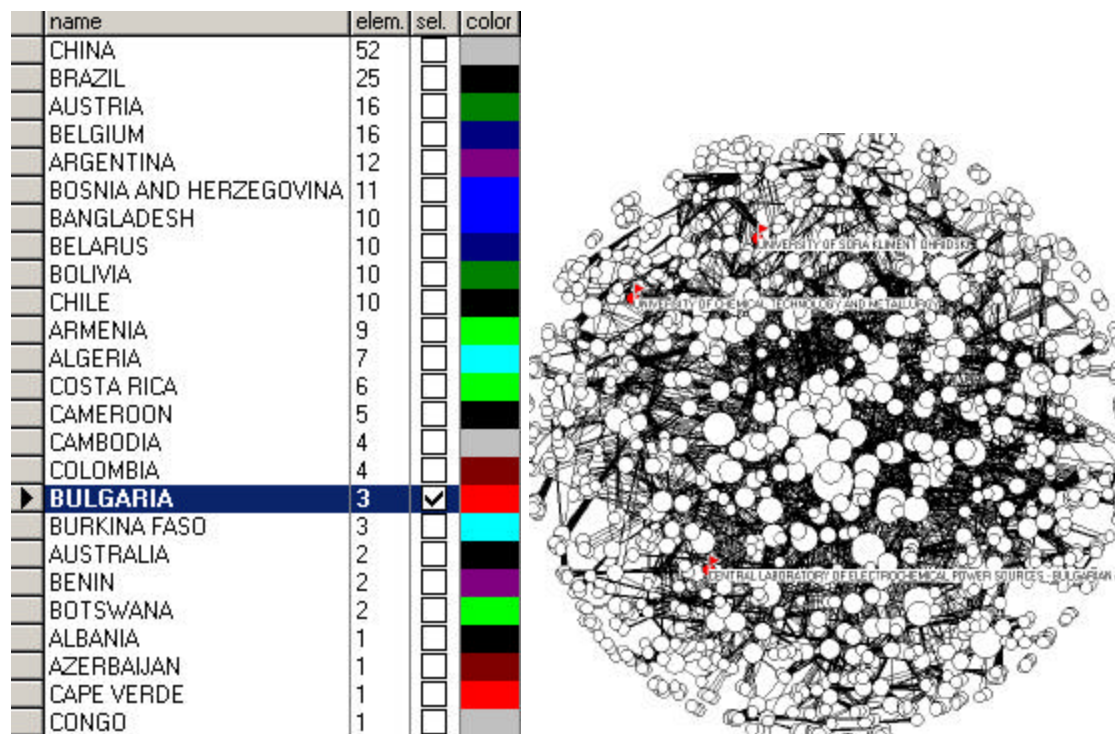 name elem. sel. color
CHINA 52
BRAZIL 25
AUSTRIA 16
BELGIUM 16
ARGENTINA 12
BOSNIA AND HERZEGOVINA 11
BANGLADESH 10
BELARUS 10
BOLIVIA 10
CHILE 10
ARMENIA 9
ALGERIA 7
COSTA RICA 6
CAMEROON 5
CAMBODIA 4
COLOMBIA 4
BULGARIA 3
BURKINA FASO 3
AUSTRALIA 2
BENIN 2
BOTSWANA 2
ALBANIA 1
AZERBAIJAN 1
CAPE VERDE 1
CONGO 1
UNIVERSITY OF SOFIA KLIMENT OHRIDSKI
UNIVERSITY OF CHEMICAL TECHNOLOGY AND METALLURGY
CENTRAL LABORATORY OF ELECTROCHEMICAL POWER SOURCES - BULGARIAN